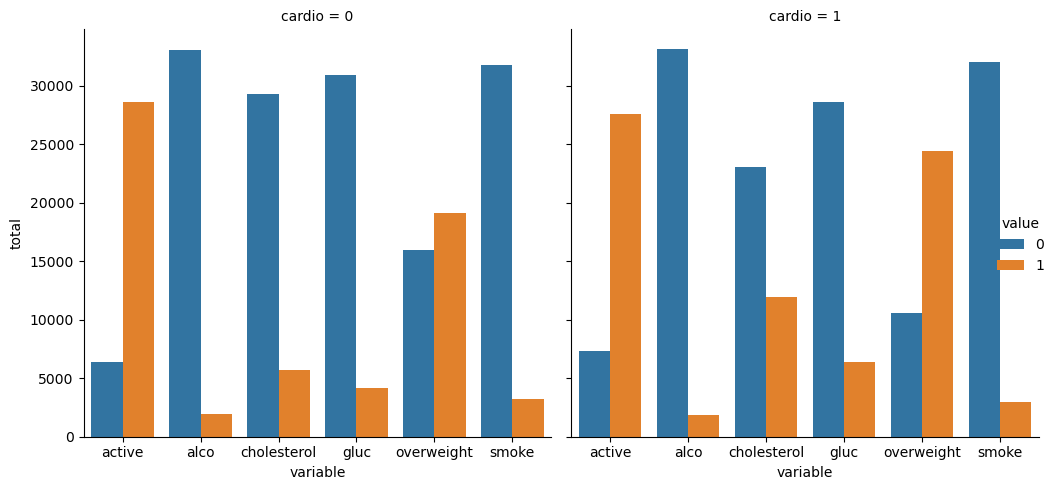 cardio = 0
cardio = 1
total
30000
25000
20000
15000
10000
5000
0
active alco cholesterol gluc overweight smoke
variable
active alco cholesterol gluc overweight smoke
variable
value
0
1